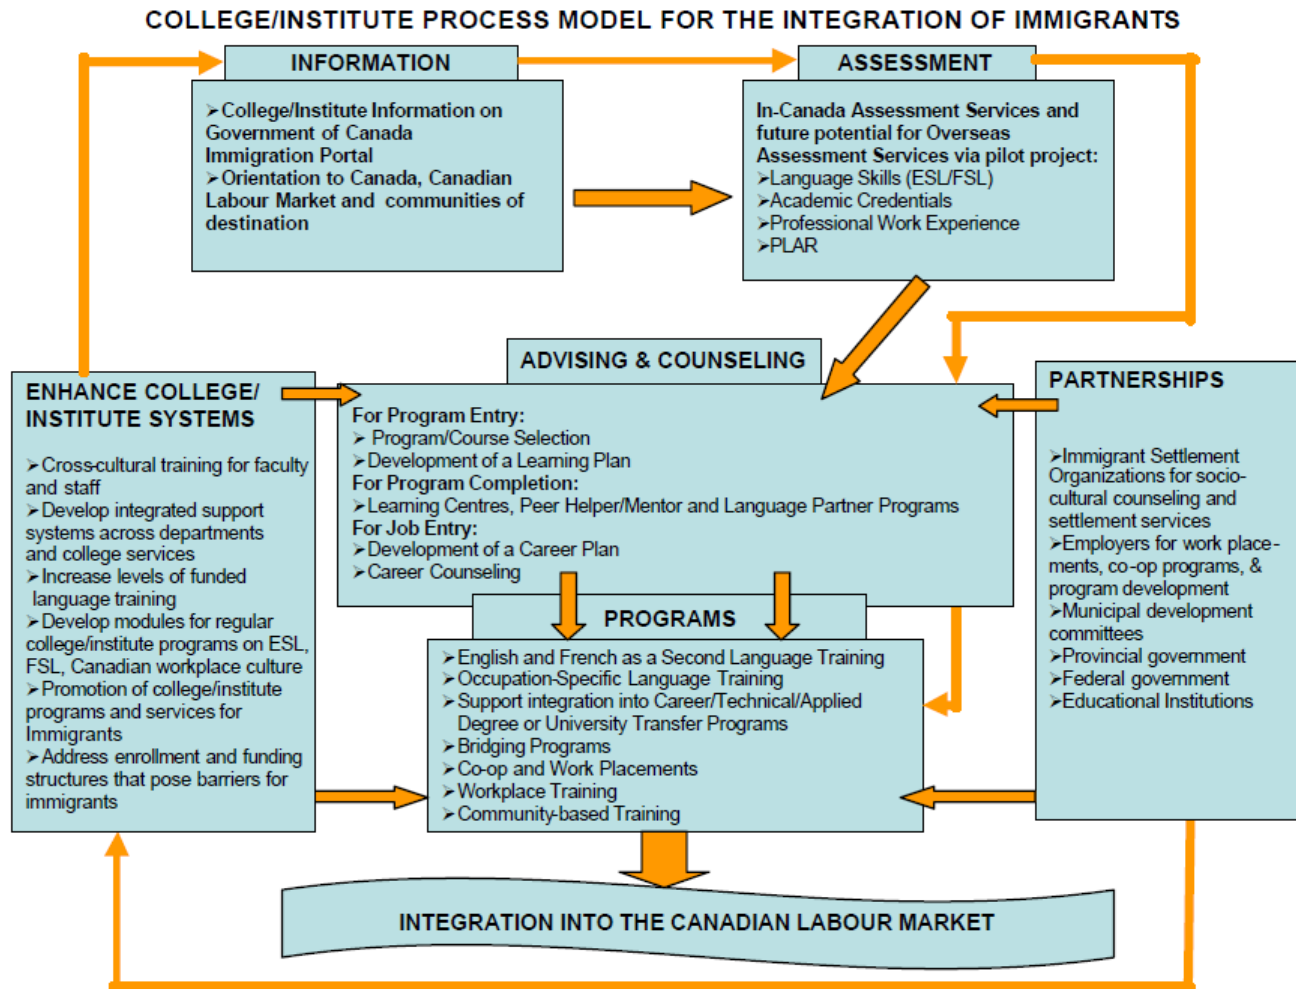 COLLEGE/INSTITUTE PROCESS MODEL FOR THE INTEGRATION OF IMMIGRANTS
INFORMATION
➢College/Institute Information on
Government of Canada
Immigration Portal
➢Orientation to Canada, Canadian
Labour Market and communities of
destination
ASSESSMENT
In-Canada Assessment Services and
future potential for Overseas
Assessment Services via pilot project:
➢Language Skills (ESL/FSL)
➢Academic Credentials
➢Professional Work Experience
➢PLAR
ADVISING & COUNSELING
For Program Entry:
➢ Program/Course Selection
➢Development of a Learning Plan
For Program Completion:
➢Learning Centres, Peer Helper/Mentor and Language Partner Programs
For Job Entry:
➢Development of a Career Plan
➢Career Counseling
ENHANCE COLLEGE/
INSTITUTE SYSTEMS
➢Cross-cultural training for faculty
and staff
➢Develop integrated support
systems across departments
and college services
➢Increase levels of funded
language training
➢Develop modules for regular
college/institute programs on ESL,
FSL, Canadian workplace culture
➢Promotion of college/institute
programs and services for
Immigrants
➢Address enrollment and funding
structures that pose barriers for
immigrants
PARTNERSHIPS
➢Immigrant Settlement
Organizations for socio-
cultural counseling and
settlement services
➢Employers for work place-
ments, co-op programs, &
program development
➢Municipal development
committees
➢Provincial government
➢Federal government
➢Educational Institutions
PROGRAMS
➢English and French as a Second Language Training
➢Occupation-Specific Language Training
➢Support integration into Career/Technical/Applied
Degree or University Transfer Programs
➢Bridging Programs
➢Co-op and Work Placements
➢Workplace Training
➢Community-based Training
INTEGRATION INTO THE CANADIAN LABOUR MARKET